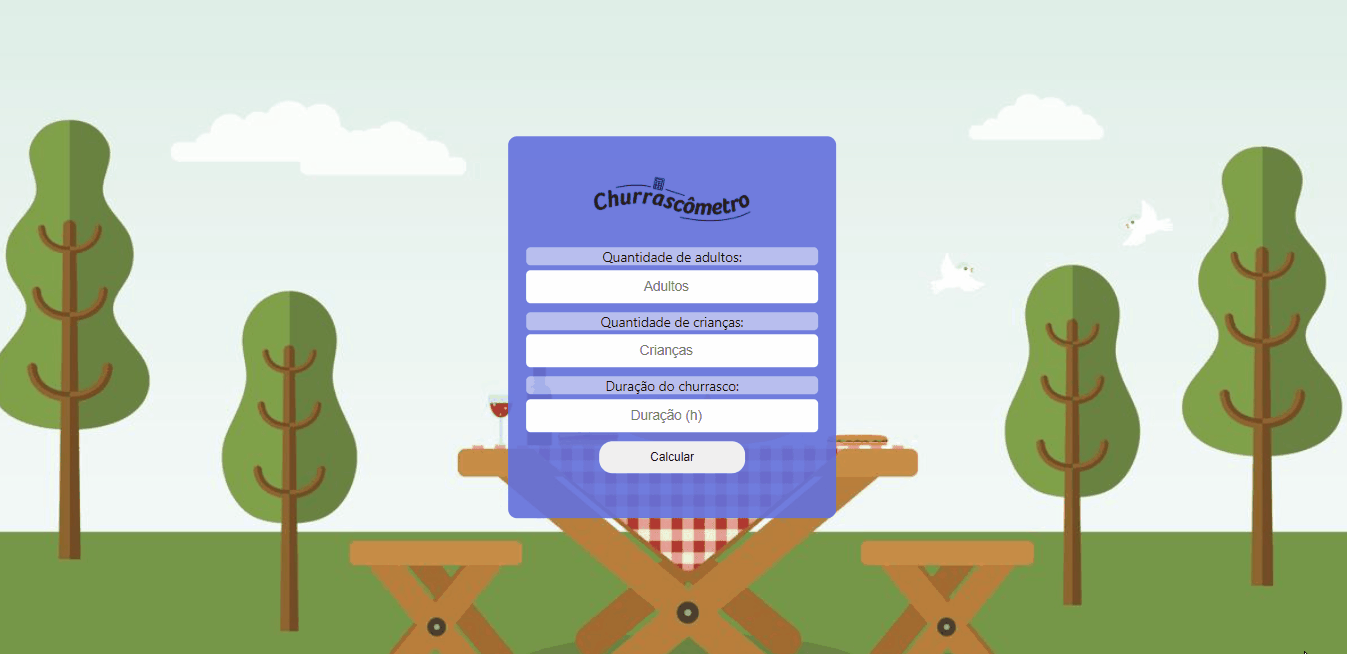 Churrascômetro
Quantidade de adultos:
Adultos
Quantidade de crianças:
Crianças
Duração do churrasco:
Duração (h)
Calcular